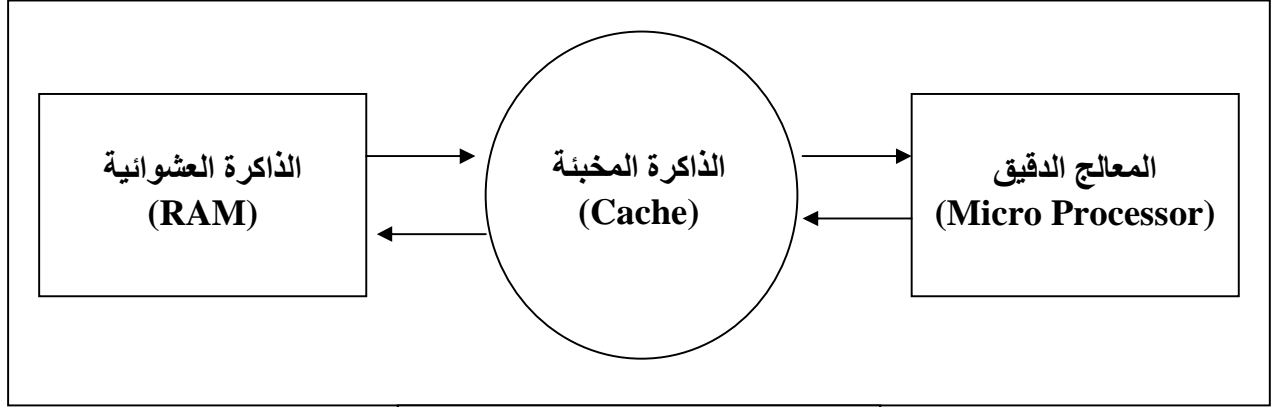 الذاكرة العشوائية
(RAM)
الذاكرة المخبئة
(Cache)
المعالج الدقيق
(Micro Processor)